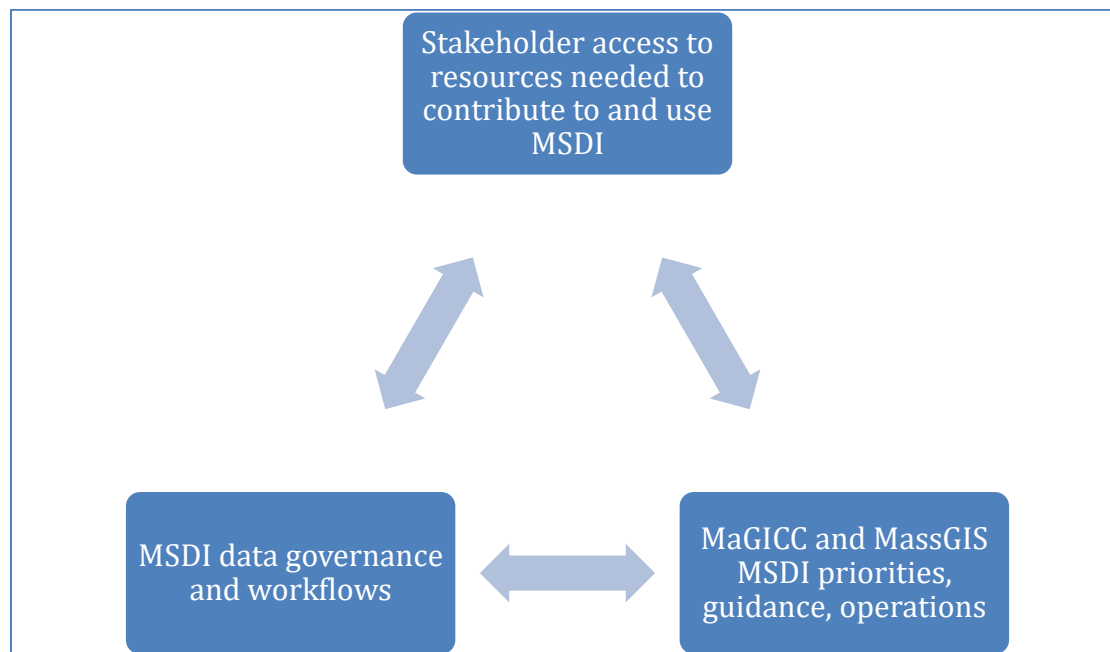 Stakeholder access to
resources needed to
contribute to and use
MSDI
MSDI data governance
and workflows
MaGICC and MassGIS
MSDI priorities,
guidance, operations